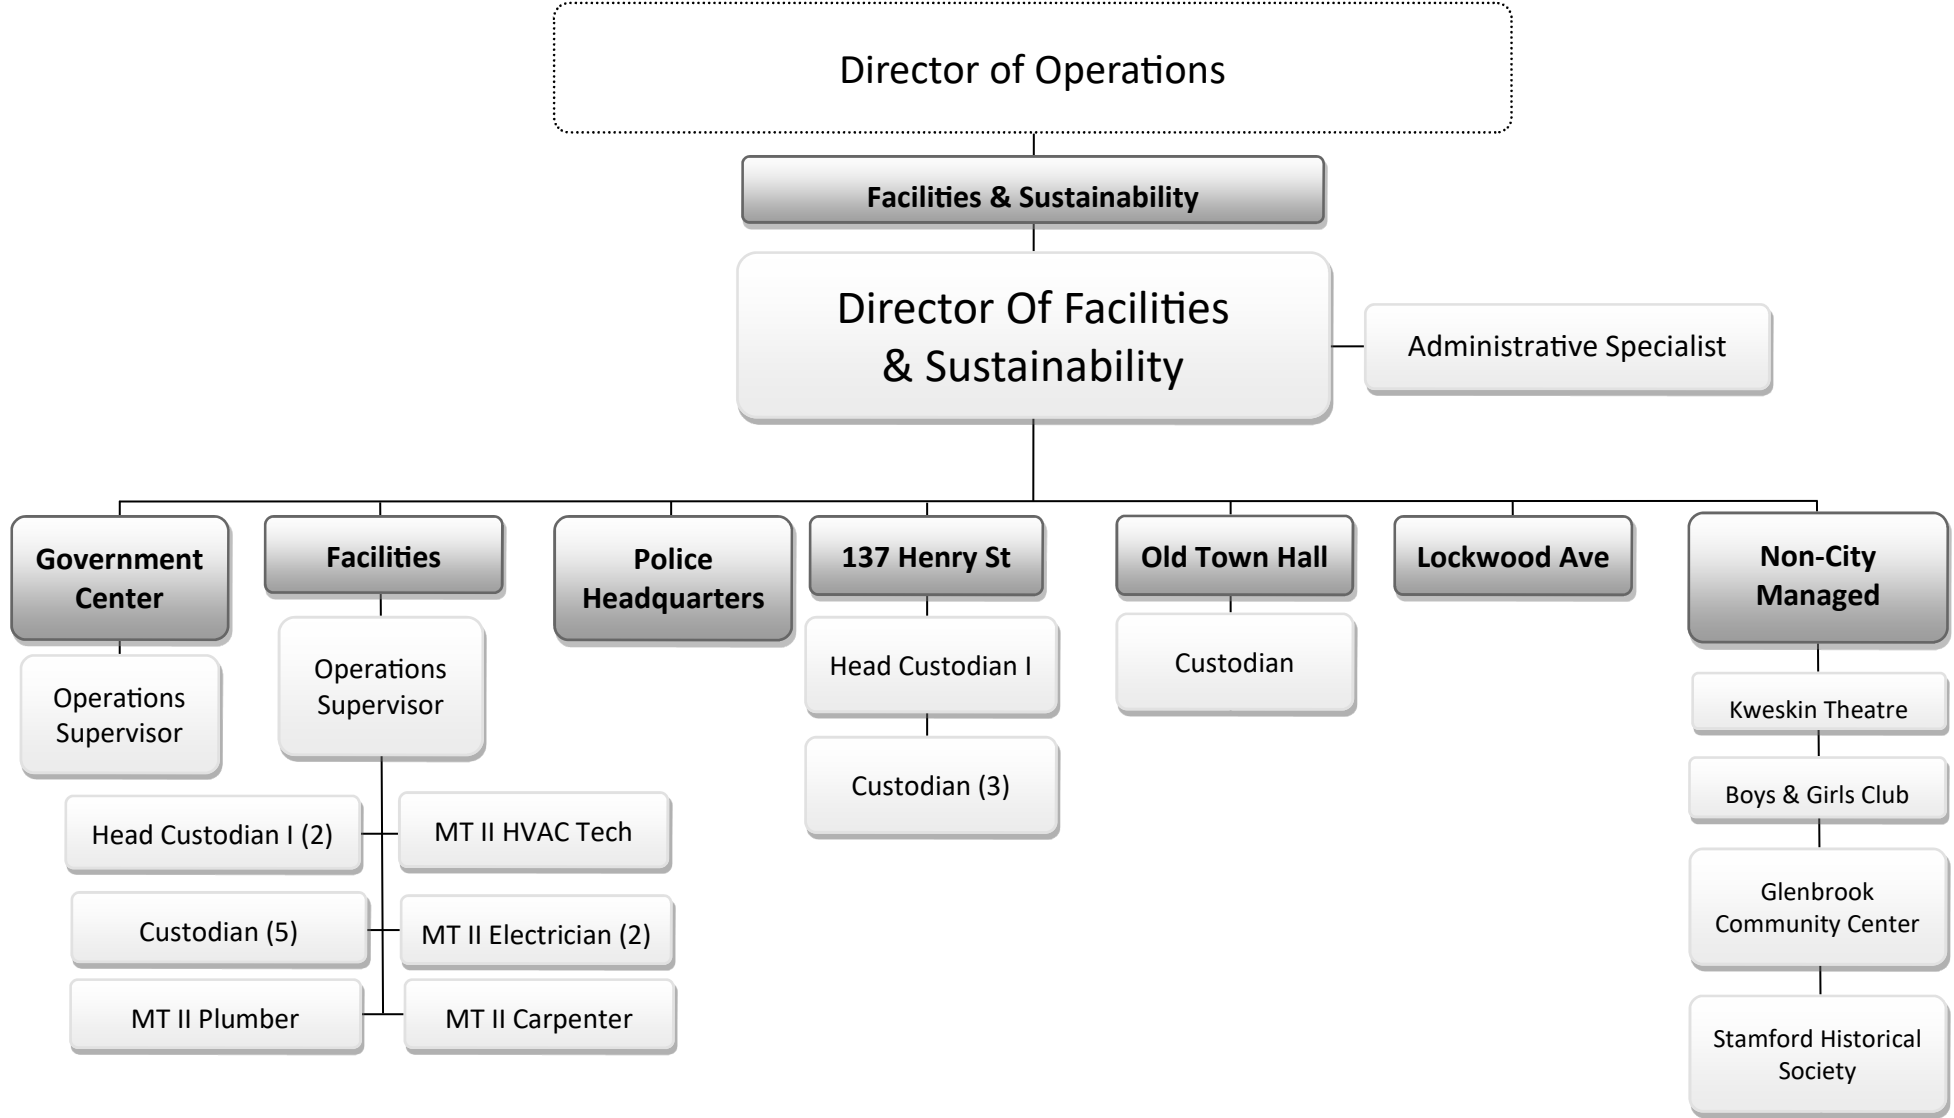 Director of Operations
Facilities & Sustainability
Director Of Facilities
& Sustainability
Administrative Specialist
Government
Center
Operations
Supervisor
Facilities
Operations
Supervisor
Head Custodian I (2)
MT II HVAC Tech
Custodian (5)
MT II Electrician (2)
MT II Plumber
MT II Carpenter
Police
Headquarters
137 Henry St
Head Custodian I
Custodian (3)
Old Town Hall
Custodian
Lockwood Ave
Non-City
Managed
Kweskin Theatre
Boys & Girls Club
Glenbrook
Community Center
Stamford Historical
Society